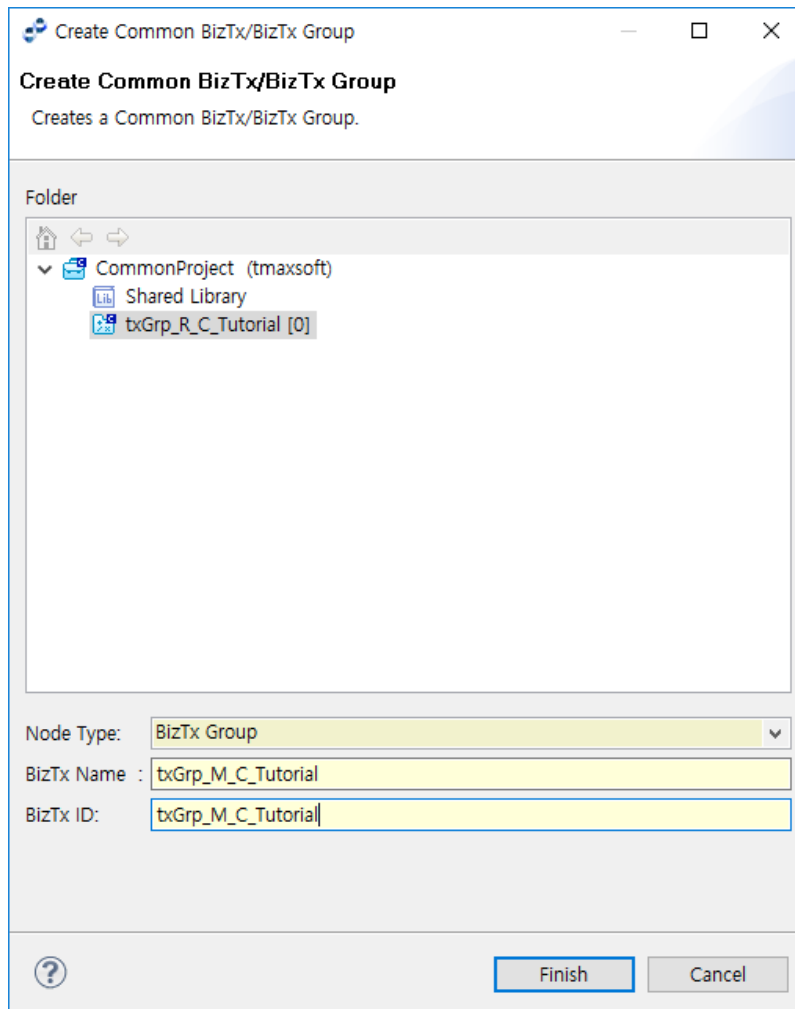 Create Common BizTx/BizTx Group
Create Common BizTx/BizTx Group
Creates a Common BizTx/BizTx Group.
Folder
CommonProject (tmaxsoft)
Lib Shared Library
txGrp_R_C_Tutorial [0]
Node Type: BizTx Group
BizTx Name : txGrp_M_C_Tutorial
BizTx ID: txGrp_M_C_Tutorial
? Finish Cancel